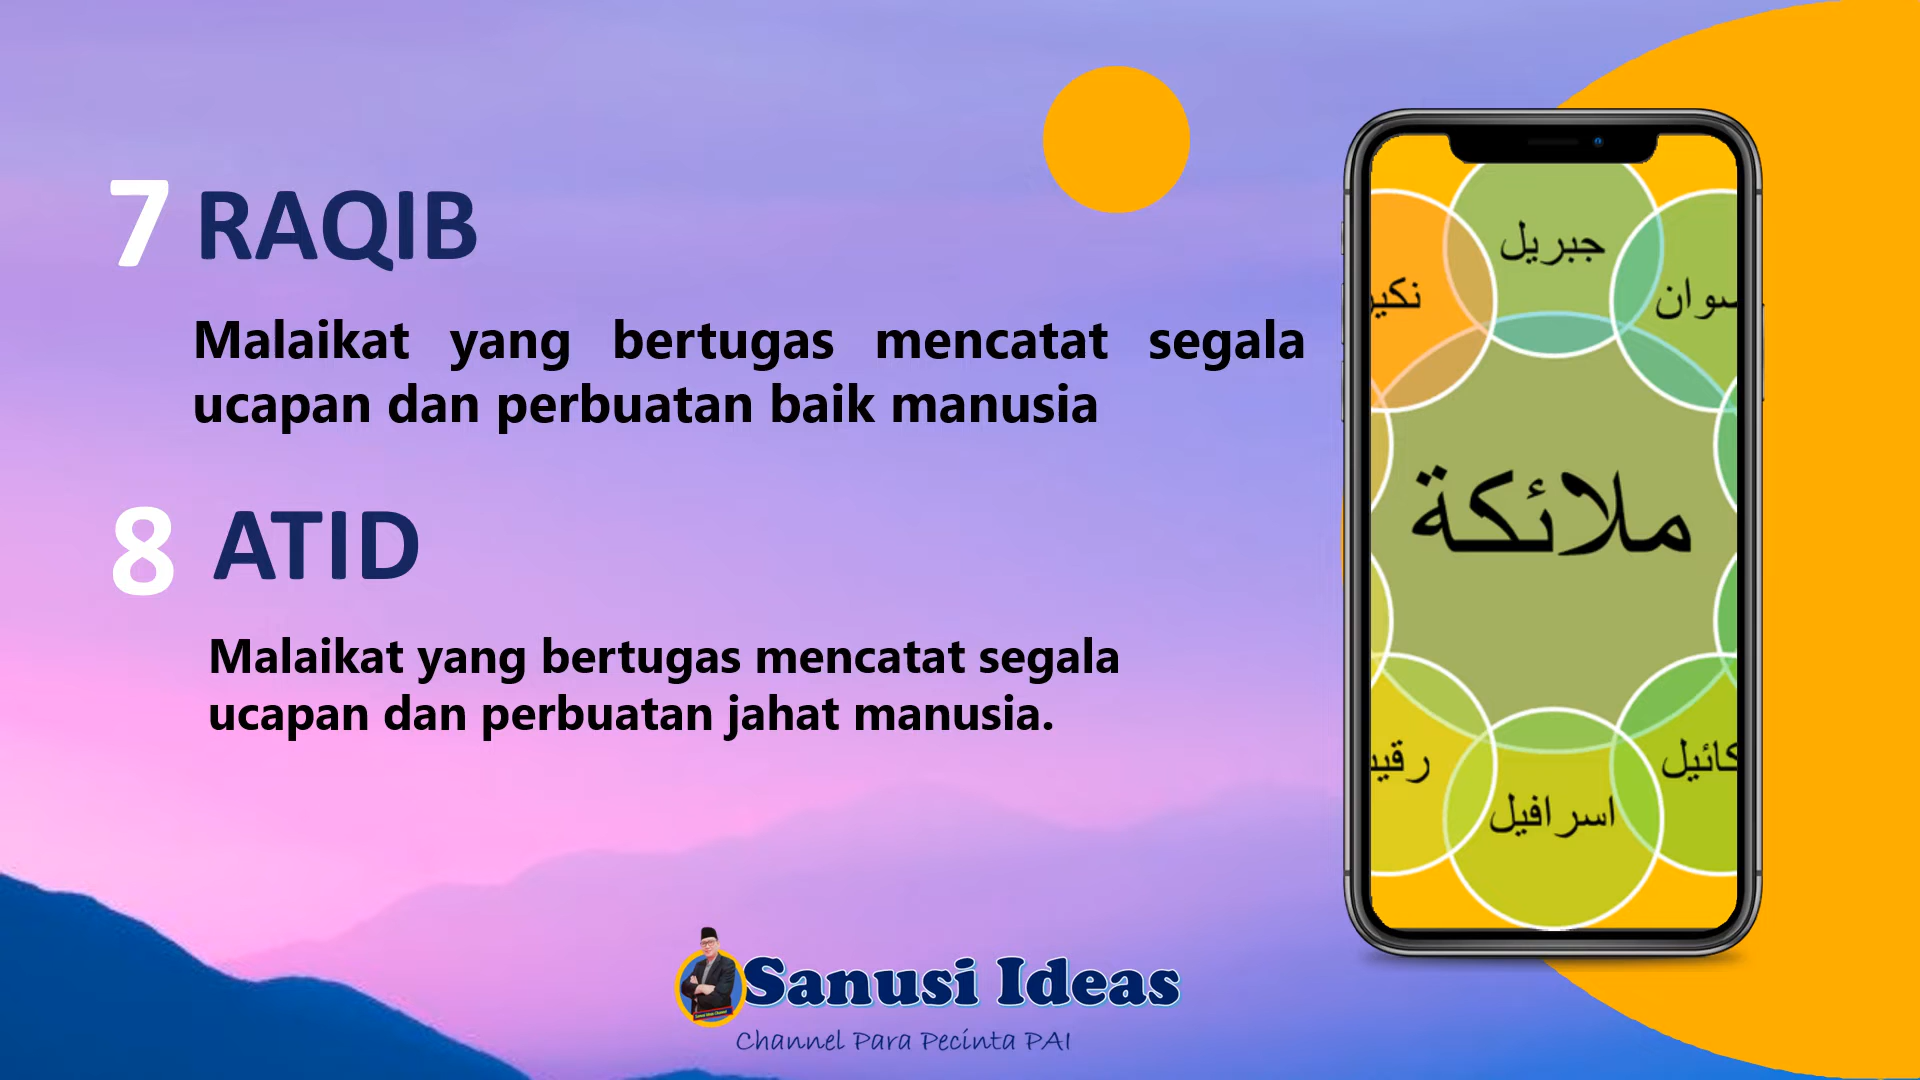 7 RAQIB
Malaikat yang bertugas mencatat segala
ucapan dan perbuatan baik manusia
8 ATID
Malaikat yang bertugas mencatat segala
ucapan dan perbuatan jahat manusia.
جبريل
ملائكة
اسرافيل
Sanusi Ideas
Channel Para Pecinta PAI